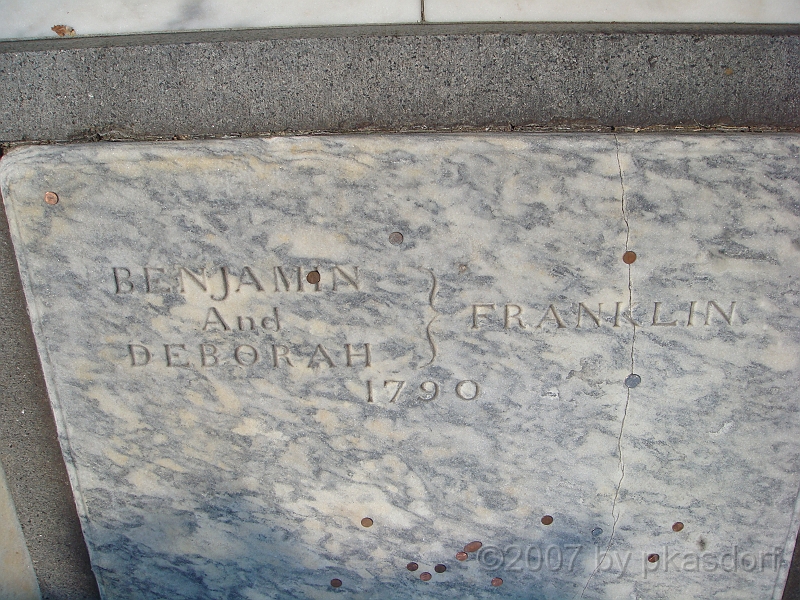 BENJAMIN
And
DEBORAH
} FRANKLIN
1790
©2007 by pkasdorf